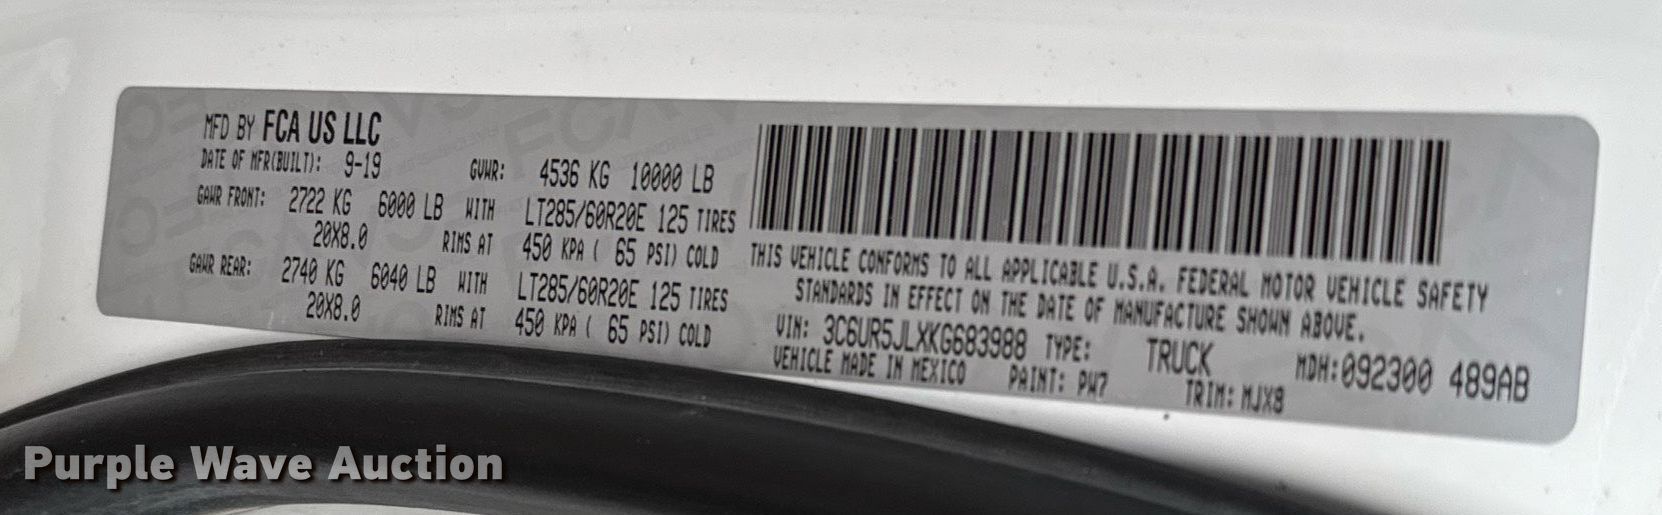 MFD BY FCA US LLC
DATE OF MFR(BUILT): 9-19 GVWR: 4536 KG 10000 LB
GAWR FRONT: 2722 KG 6000 LB WITH LT285/60R20E 125 TIRES
20X8.0 RIMS AT 450 KPA ( 65 PSI) COLD
GAWR REAR: 2740 KG 6040 LB WITH LT285/60R20E 125 TIRES
20X8.0 RIMS AT 450 KPA ( 65 PSI) COLD
THIS VEHICLE CONFORMS TO ALL APPLICABLE U.S.A. FEDERAL MOTOR VEHICLE SAFETY
STANDARDS IN EFFECT ON THE DATE OF MANUFACTURE SHOWN ABOVE.
VIN: 3C6UR5JLXKG683988 TYPE: TRUCK MDH:092300 489AB
VEHICLE MADE IN MEXICO PAINT: PW7 TRIM: MJX8
Purple Wave Auction